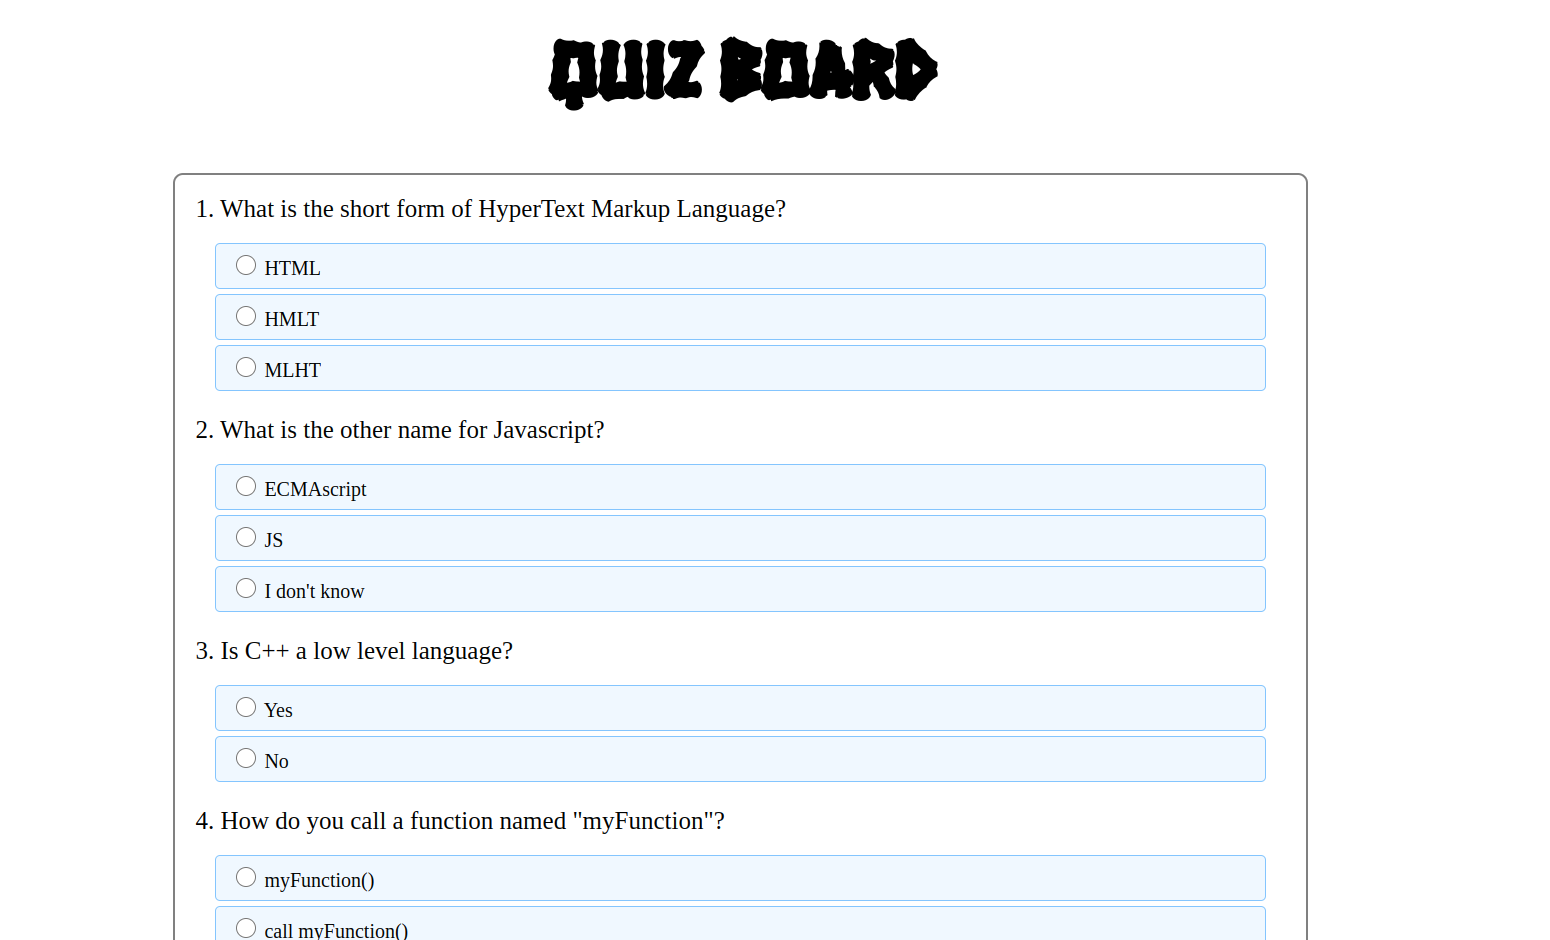 QUIZ BOARD
1. What is the short form of HyperText Markup Language?
HTML
HMLT
MLHT
2. What is the other name for Javascript?
ECMAscript
JS
I don't know
3. Is C++ a low level language?
Yes
No
4. How do you call a function named "myFunction"?
myFunction()
call myFunction()